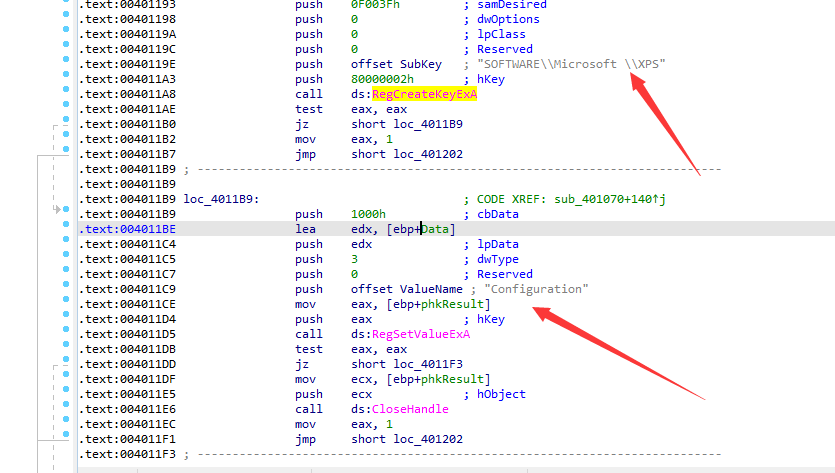 .text:00401193 push 0F003Fh ; samDesired
.text:00401198 push 0 ; dwOptions
.text:0040119A push 0 ; lpClass
.text:0040119C push 0 ; Reserved
.text:0040119E push offset SubKey ; "SOFTWARE\\Microsoft \\XPS"
.text:004011A3 push 80000002h ; hKey
.text:004011A8 call ds:RegCreateKeyExA
.text:004011AE test eax, eax
.text:004011B0 jz short loc_4011B9
.text:004011B2 mov eax, 1
.text:004011B7 jmp short loc_401202
.text:004011B9 ; ---------------------------------------------------------------------------
.text:004011B9
.text:004011B9 loc_4011B9: ; CODE XREF: sub_401070+140↑j
.text:004011B9 push 1000h ; cbData
.text:004011BE lea edx, [ebp+Data]
.text:004011C4 push edx ; lpData
.text:004011C5 push 3 ; dwType
.text:004011C7 push 0 ; Reserved
.text:004011C9 push offset ValueName ; "Configuration"
.text:004011CE mov eax, [ebp+phkResult]
.text:004011D4 push eax ; hKey
.text:004011D5 call ds:RegSetValueExA
.text:004011DB test eax, eax
.text:004011DD jz short loc_4011F3
.text:004011DF mov ecx, [ebp+phkResult]
.text:004011E5 push ecx ; hObject
.text:004011E6 call ds:CloseHandle
.text:004011EC mov eax, 1
.text:004011F1 jmp short loc_401202
.text:004011F3 ; ---------------------------------------------------------------------------